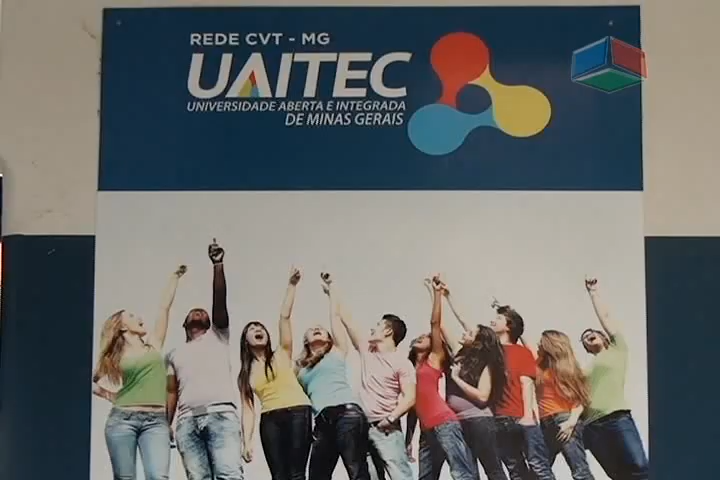 REDE CVT - MG
UAITEC
UNIVERSIDADE ABERTA E INTEGRADA
DE MINAS GERAIS